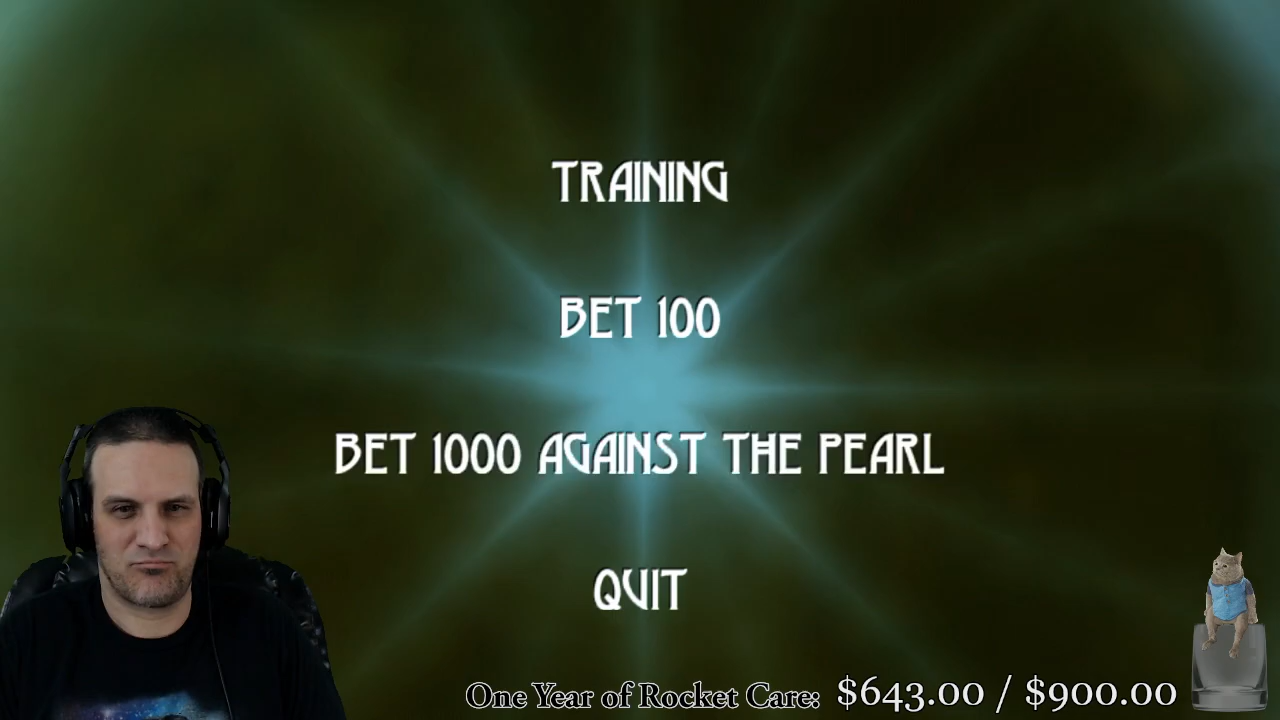 TRAINING
BET 100
BET 1000 AGAINST THE PEARL
QUIT
One Year of Rocket Care: $643.00 / $900.00